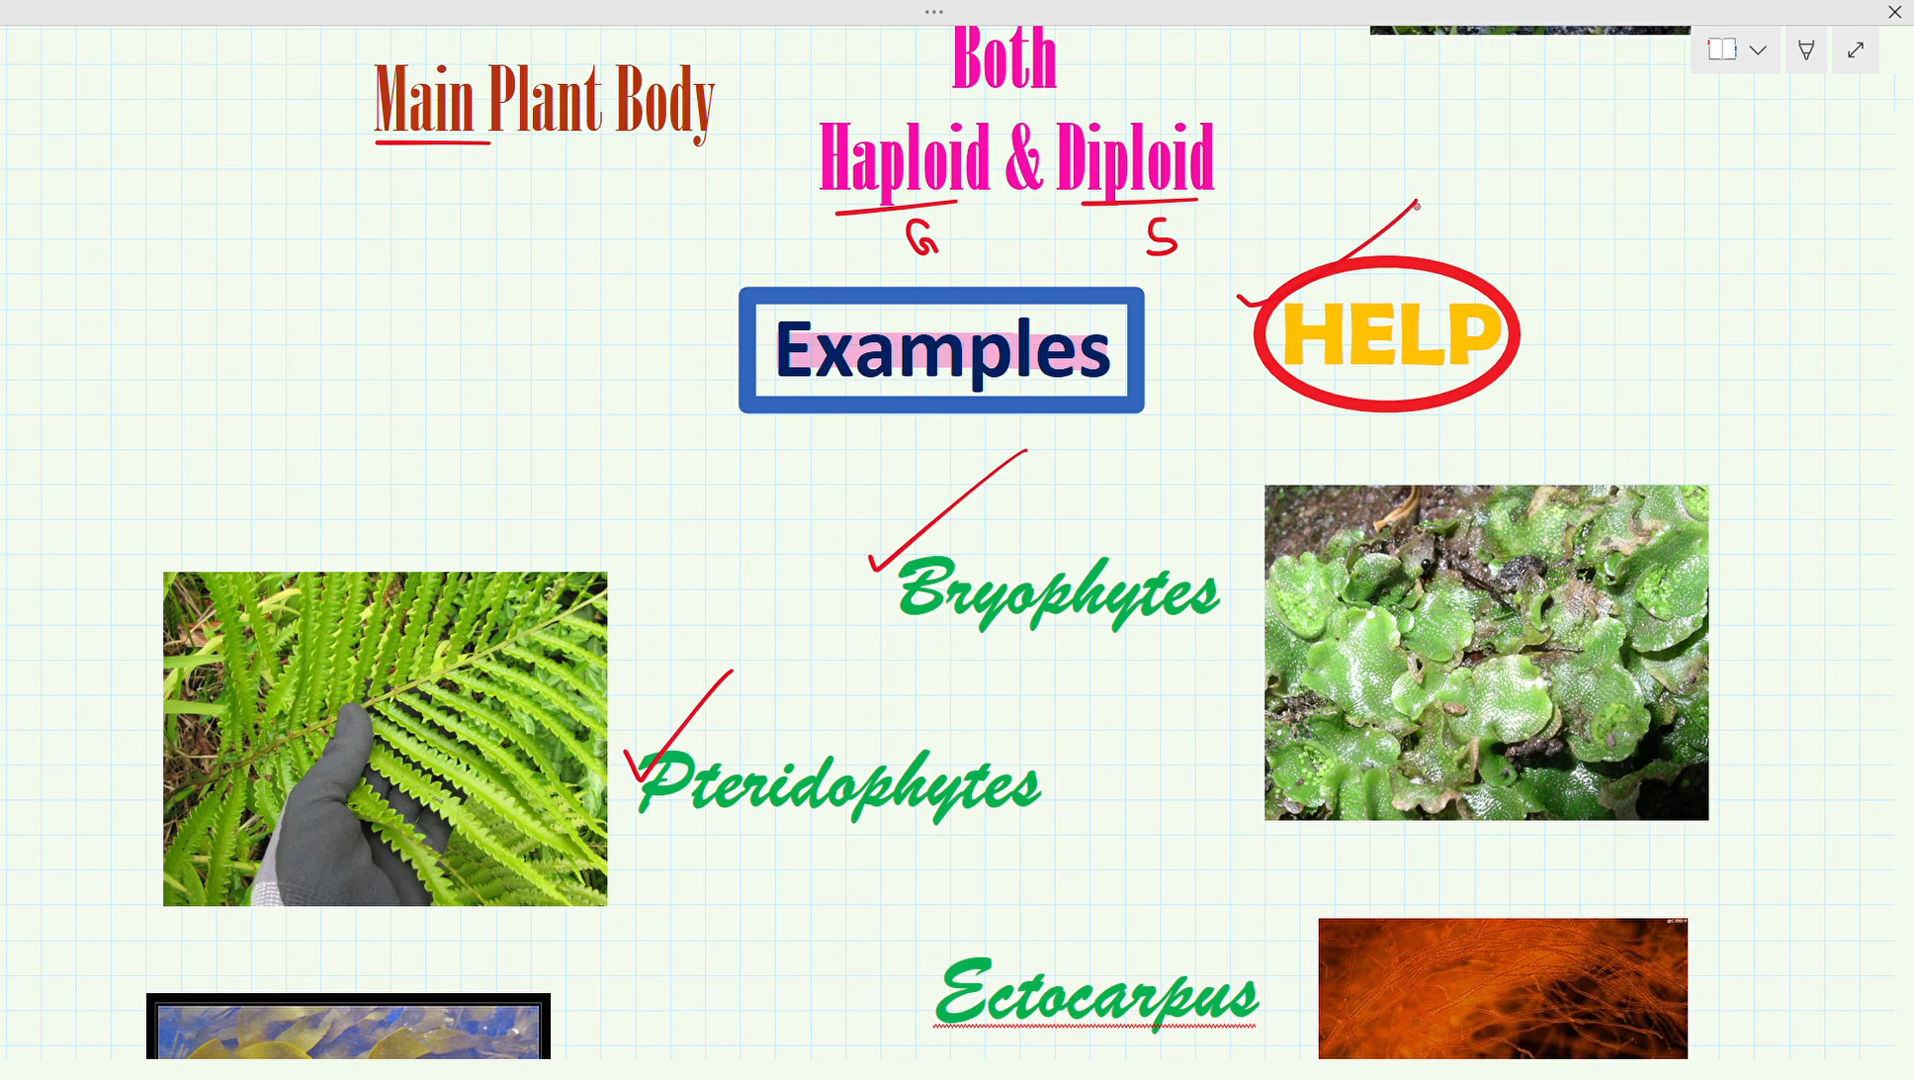 Both
Main Plant Body
Haploid & Diploid
G S
Examples
HELP
Bryophytes
Pteridophytes
Ectocarpus